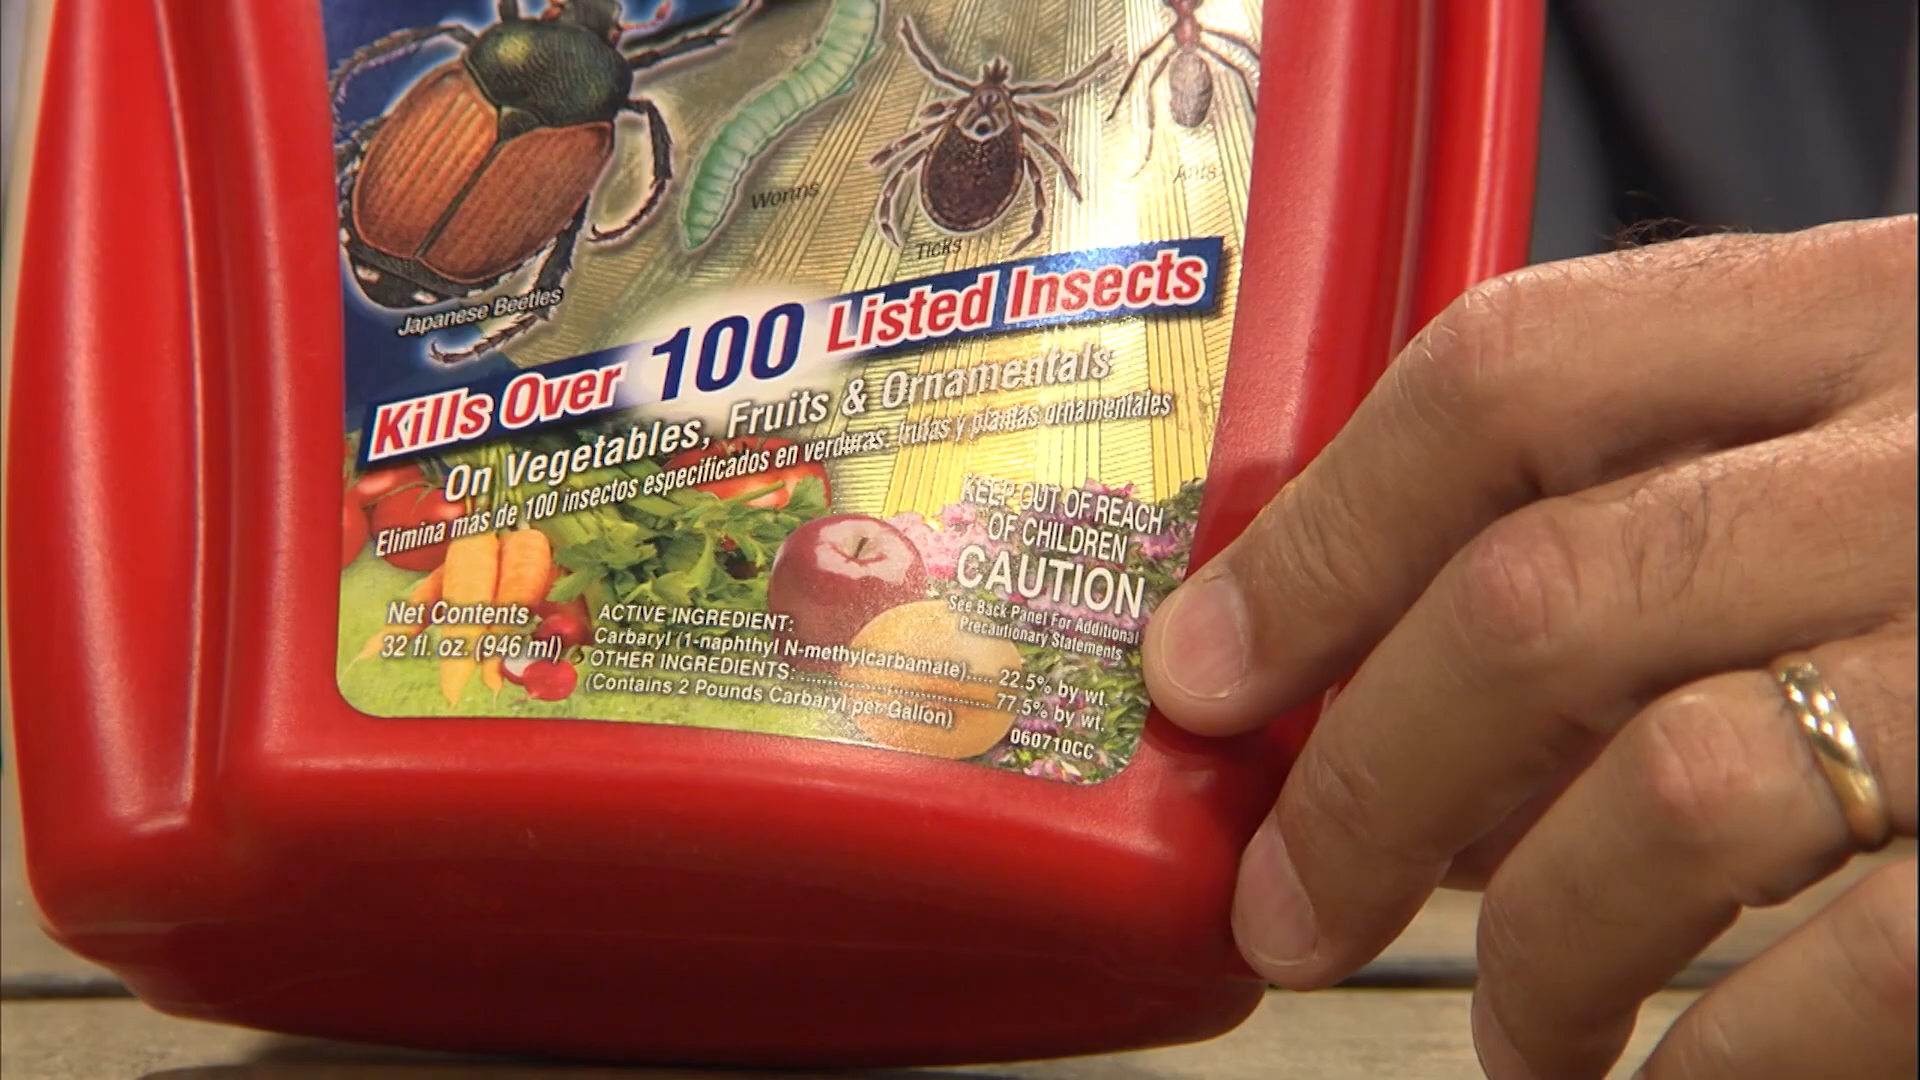 Worms
Ants
Ticks
Japanese Beetles
Kills Over 100 Listed Insects
On Vegetables, Fruits & Ornamentals
Elimina más de 100 insectos especificados en verduras, frutas y plantas ornamentales
KEEP OUT OF REACH
OF CHILDREN
CAUTION
See Back Panel For Additional
Precautionary Statements
Net Contents
32 fl. oz. (946 ml)
ACTIVE INGREDIENT:
Carbaryl (1-naphthyl N-methylcarbamate)..... 22.5% by wt.
OTHER INGREDIENTS: ........................................ 77.5% by wt.
(Contains 2 Pounds Carbaryl per Gallon)
060710CC